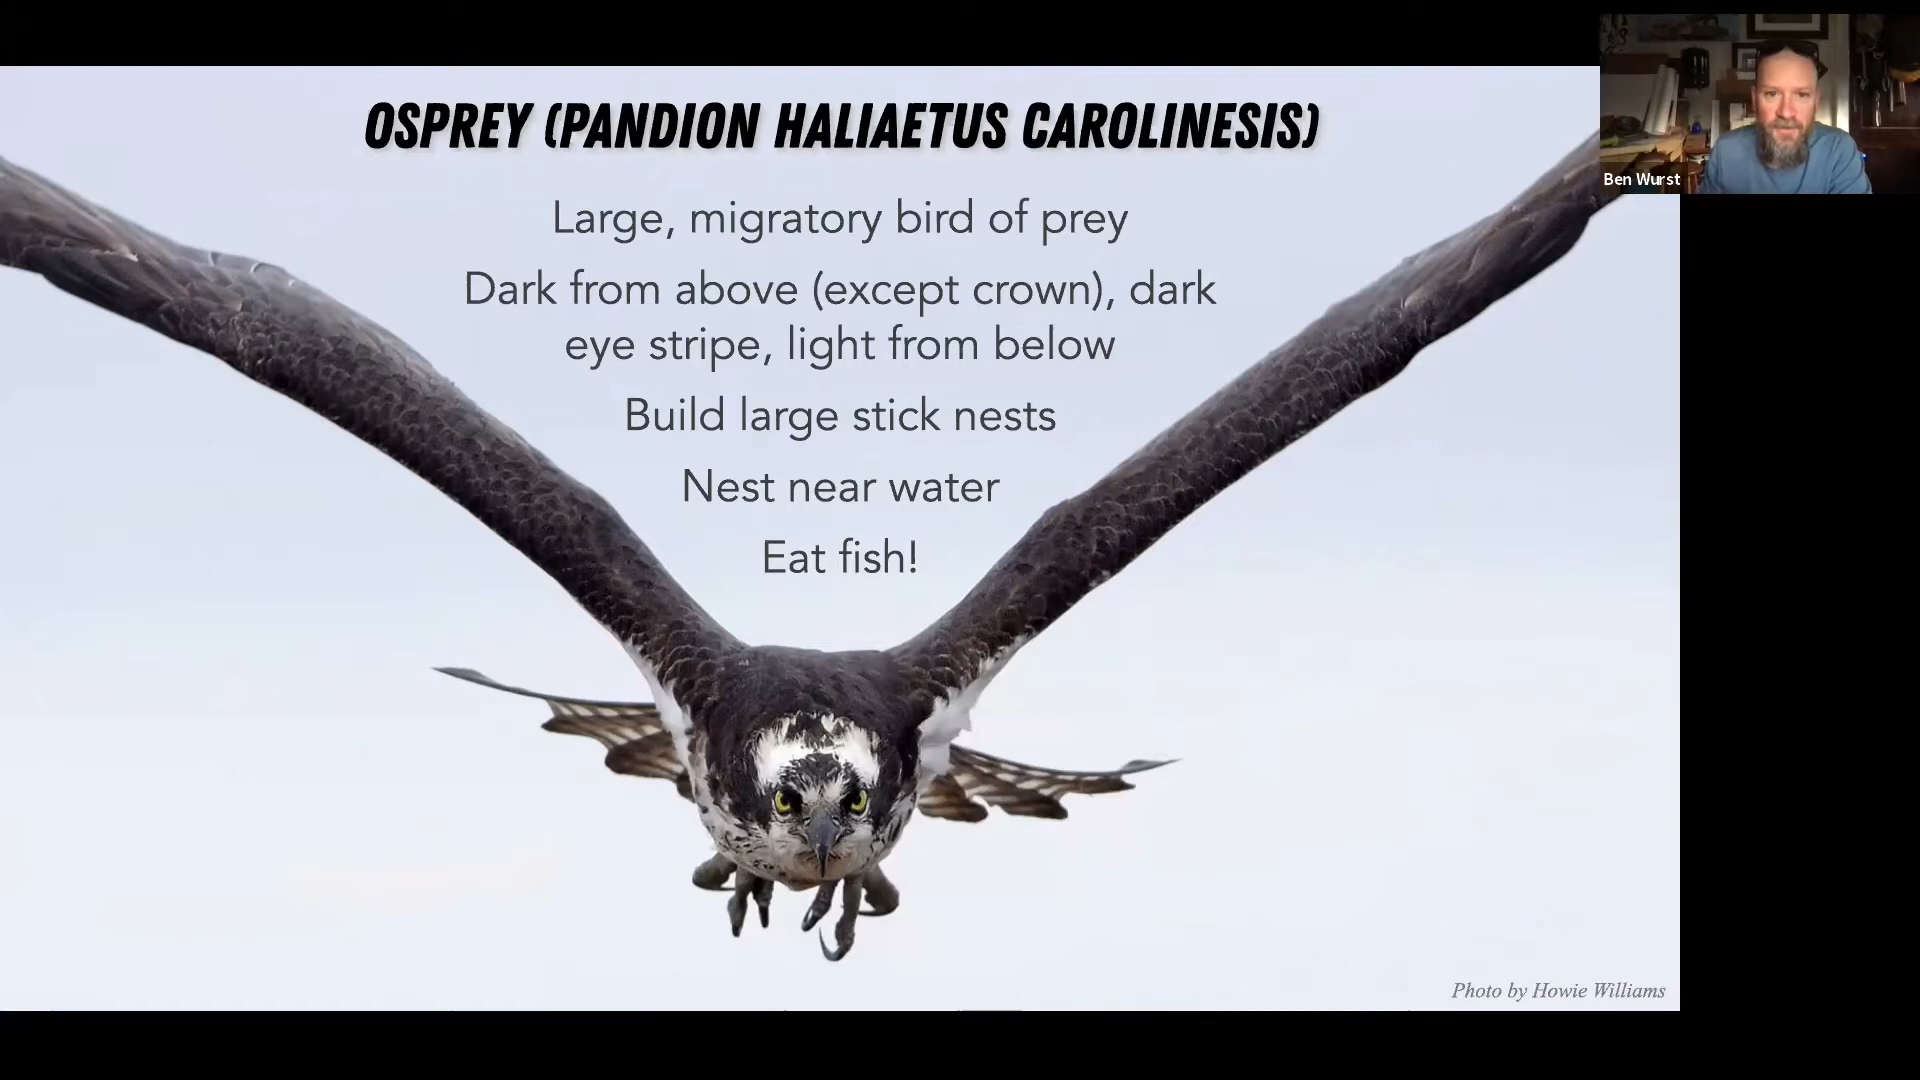 OSPREY (PANDION HALIAETUS CAROLINESIS)
Ben Wurst
Large, migratory bird of prey
Dark from above (except crown), dark
eye stripe, light from below
Build large stick nests
Nest near water
Eat fish!
Photo by Howie Williams